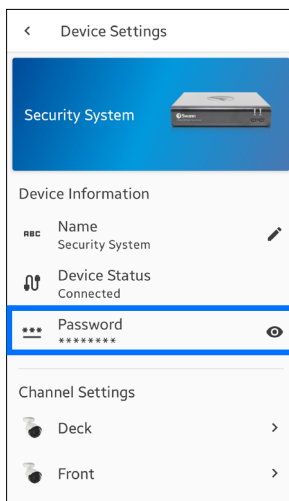 Device Settings
Security System
Swann
Device Information
ABC
Name
Security System
Device Status
Connected
***
Password
********
Channel Settings
Deck
Front